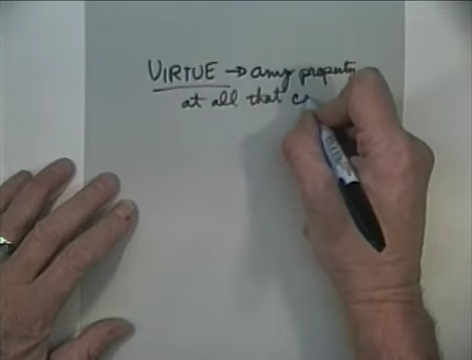 VIRTUE → any property
at all that c